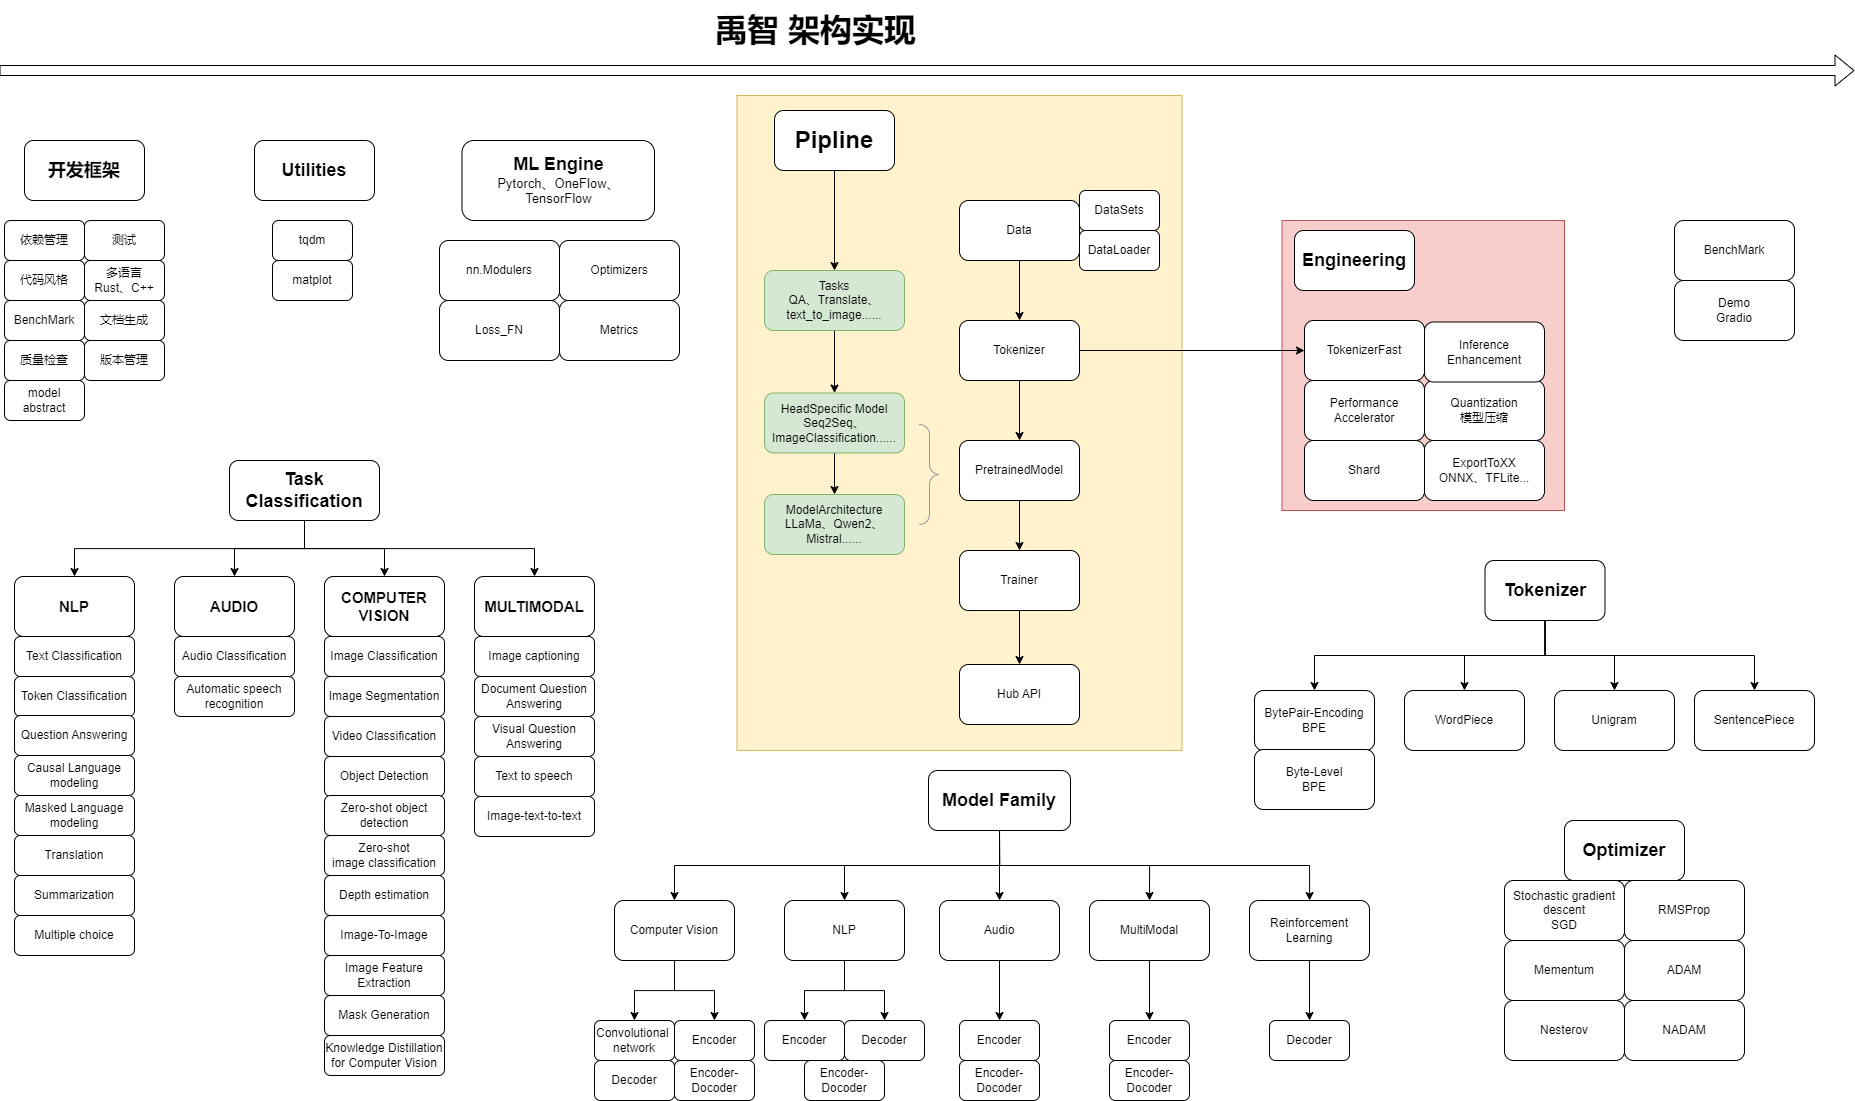 禹智 架构实现
开发框架
依赖管理
测试
代码风格
多语言
Rust、C++
BenchMark
文档生成
质量检查
版本管理
model
abstract
Utilities
tqdm
matplot
ML Engine
Pytorch、OneFlow、
TensorFlow
nn.Modulers
Optimizers
Loss_FN
Metrics
Pipline
Tasks
QA、Translate、
text_to_image......
HeadSpecific Model
Seq2Seq、
ImageClassification......
ModelArchitecture
LLaMa、Qwen2、
Mistral......
Data
DataSets
DataLoader
Tokenizer
PretrainedModel
Trainer
Hub API
Engineering
TokenizerFast
Inference
Enhancement
Performance
Accelerator
Quantization
模型压缩
Shard
ExportToXX
ONNX、TFLite...
BenchMark
Demo
Gradio
Task
Classification
NLP
Text Classification
Token Classification
Question Answering
Causal Language
modeling
Masked Language
modeling
Translation
Summarization
Multiple choice
AUDIO
Audio Classification
Automatic speech
recognition
COMPUTER
VISION
Image Classification
Image Segmentation
Video Classification
Object Detection
Zero-shot object
detection
Zero-shot
image classification
Depth estimation
Image-To-Image
Image Feature
Extraction
Mask Generation
Knowledge Distillation
for Computer Vision
MULTIMODAL
Image captioning
Document Question
Answering
Visual Question
Answering
Text to speech
Image-text-to-text
Model Family
Computer Vision
Convolutional
network
Encoder
Decoder
Encoder-
Docoder
NLP
Encoder
Decoder
Encoder-
Docoder
Audio
Encoder
Encoder-
Docoder
MultiModal
Encoder
Encoder-
Docoder
Reinforcement
Learning
Decoder
Tokenizer
BytePair-Encoding
BPE
Byte-Level
BPE
WordPiece
Unigram
SentencePiece
Optimizer
Stochastic gradient
descent
SGD
RMSProp
Mementum
ADAM
Nesterov
NADAM